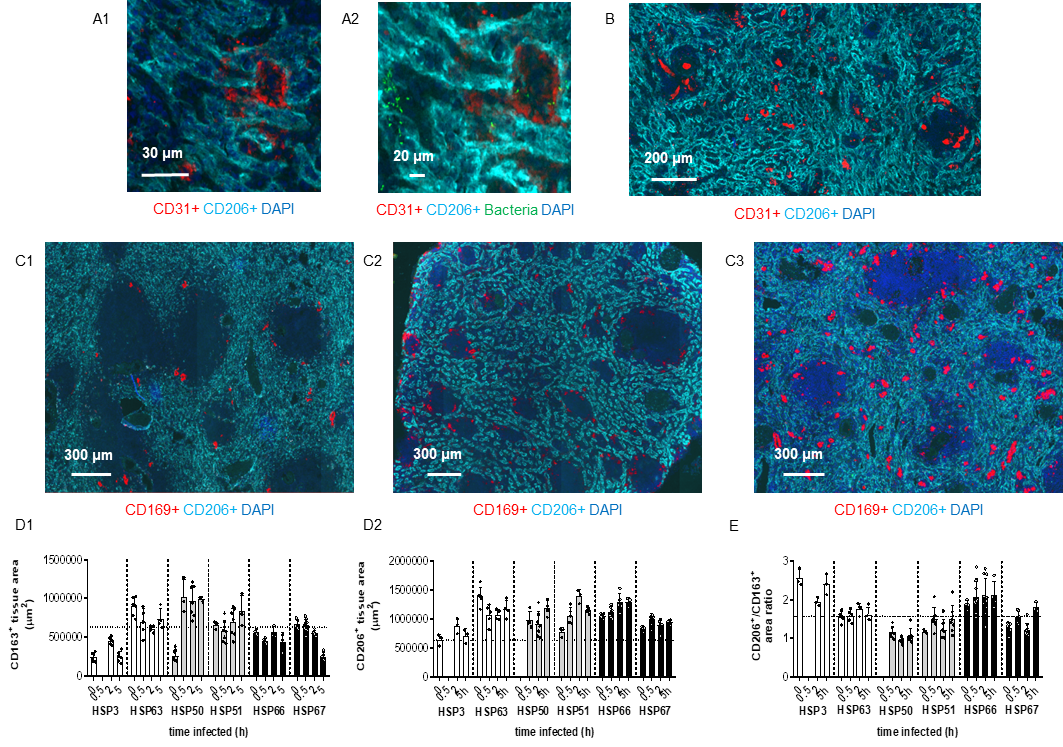 A1
A2
B
30 µm
20 µm
200 µm
CD31+ CD206+ DAPI
CD31+ CD206+ Bacteria DAPI
CD31+ CD206+ DAPI
C1
C2
C3
300 µm
300 µm
300 µm
CD169+ CD206+ DAPI
CD169+ CD206+ DAPI
CD169+ CD206+ DAPI
D1
D2
E
CD163+ tissue area
(µm2)
1500000
1000000
500000
0
HSP3 HSP63 HSP50 HSP51 HSP66 HSP67
time infected (h)
CD206+ tissue area
(µm2)
2000000
1500000
1000000
500000
0
HSP3 HSP63 HSP50 HSP51 HSP66 HSP67
time infected (h)
CD206+/CD163+
area ratio
3
2
1
0
HSP3 HSP63 HSP50 HSP51 HSP66 HSP67
time infected (h)